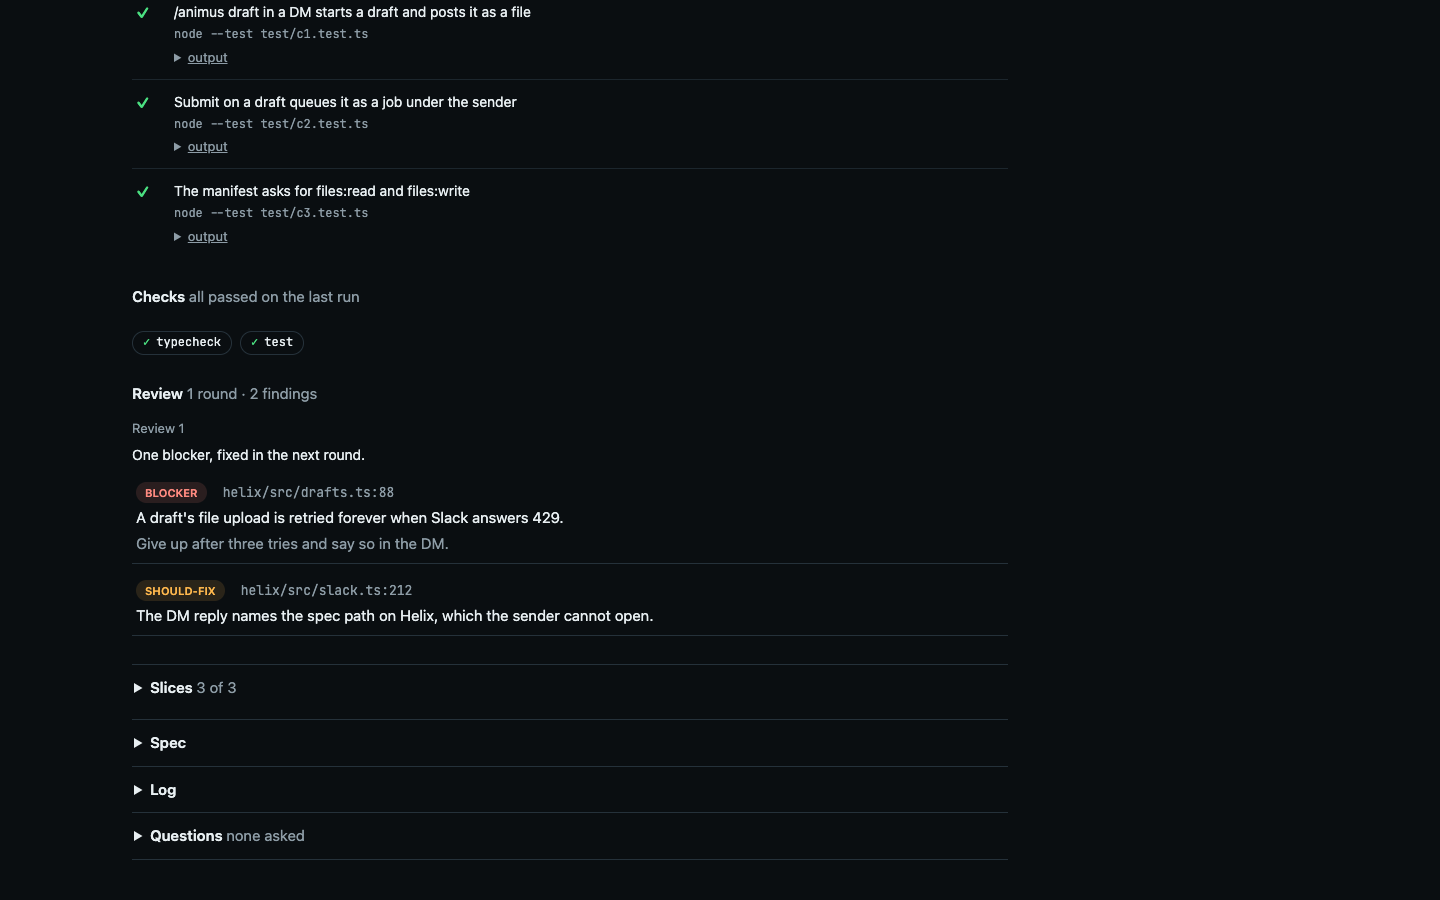 /animus draft in a DM starts a draft and posts it as a file
node --test test/c1.test.ts
output
Submit on a draft queues it as a job under the sender
node --test test/c2.test.ts
output
The manifest asks for files:read and files:write
node --test test/c3.test.ts
output
Checks all passed on the last run
✓ typecheck ✓ test
Review 1 round · 2 findings
Review 1
One blocker, fixed in the next round.
BLOCKER helix/src/drafts.ts:88
A draft's file upload is retried forever when Slack answers 429.
Give up after three tries and say so in the DM.
SHOULD-FIX helix/src/slack.ts:212
The DM reply names the spec path on Helix, which the sender cannot open.
Slices 3 of 3
Spec
Log
Questions none asked